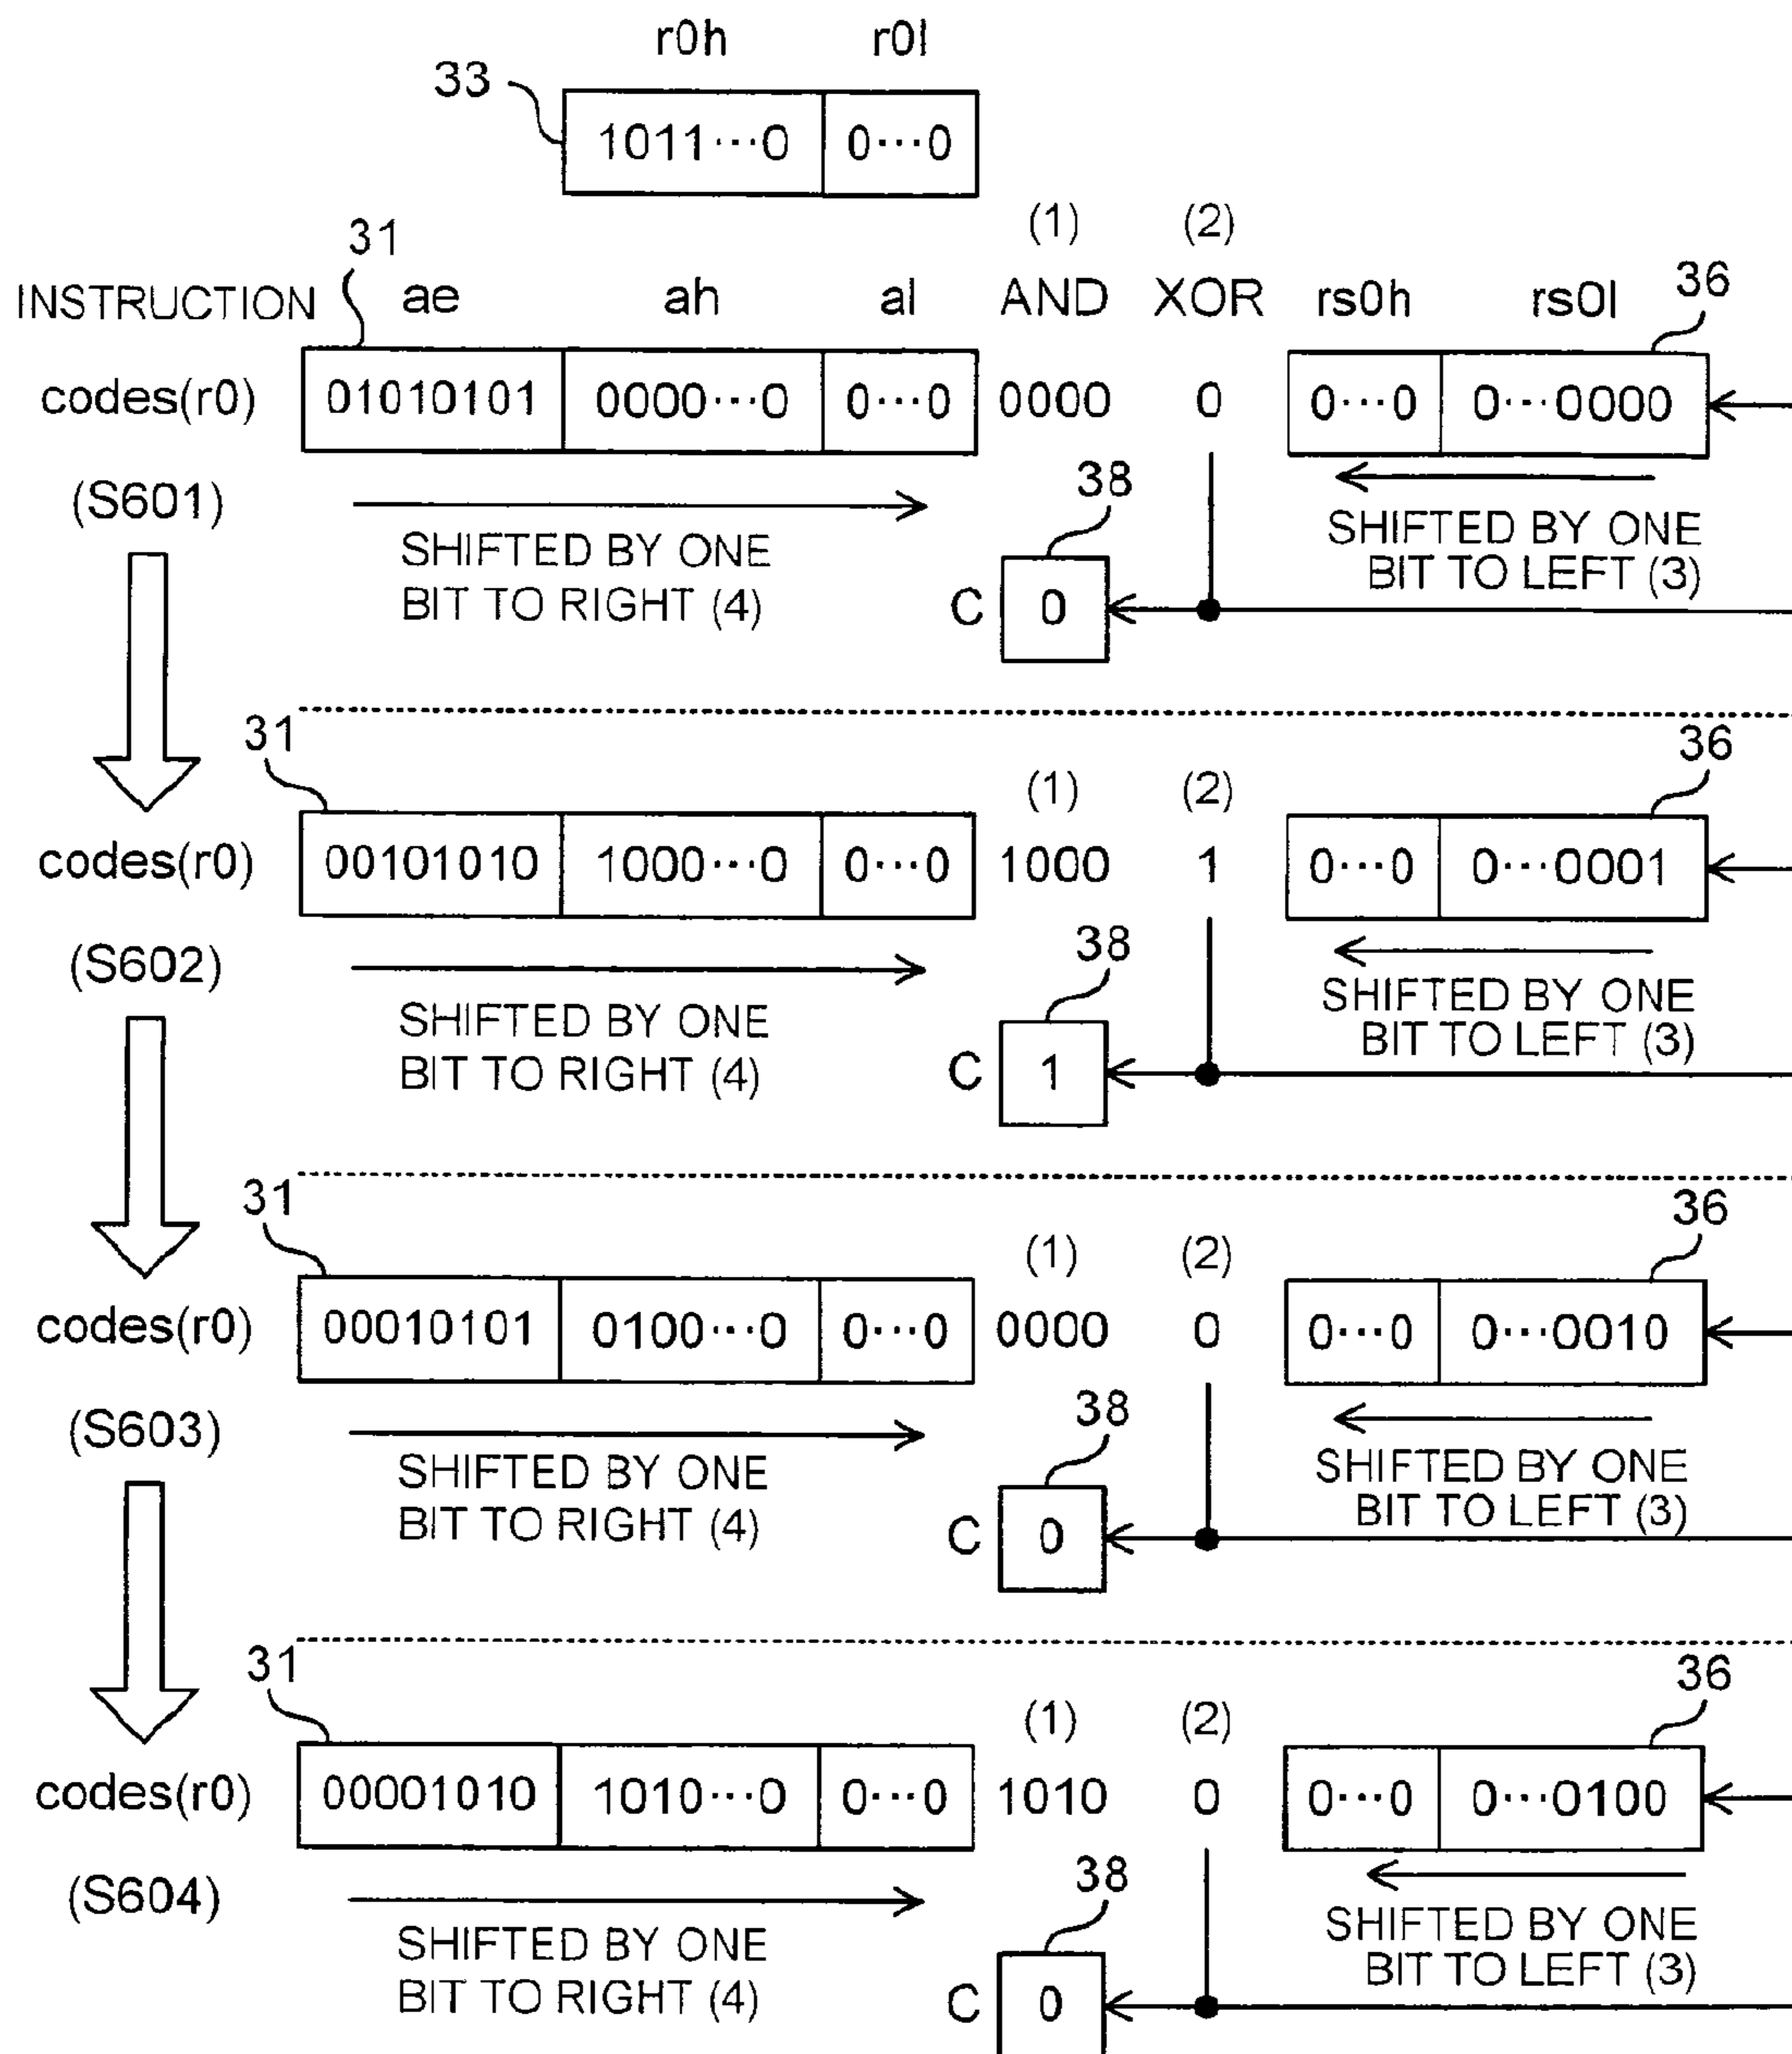 r0h r0l
33
1011···0 0···0
(1) (2)
31
INSTRUCTION ae ah al AND XOR rs0h rs0l 36
codes(r0) 01010101 0000···0 0···0 0000 0 0···0 0···0000
(S601)
38
SHIFTED BY ONE
BIT TO RIGHT (4)
SHIFTED BY ONE
BIT TO LEFT (3)
C 0
31
36
(1) (2)
codes(r0) 00101010 1000···0 0···0 1000 1 0···0 0···0001
(S602)
38
SHIFTED BY ONE
BIT TO RIGHT (4)
SHIFTED BY ONE
BIT TO LEFT (3)
C 1
31
36
(1) (2)
codes(r0) 00010101 0100···0 0···0 0000 0 0···0 0···0010
(S603)
38
SHIFTED BY ONE
BIT TO RIGHT (4)
SHIFTED BY ONE
BIT TO LEFT (3)
C 0
31
36
(1) (2)
codes(r0) 00001010 1010···0 0···0 1010 0 0···0 0···0100
(S604)
38
SHIFTED BY ONE
BIT TO RIGHT (4)
SHIFTED BY ONE
BIT TO LEFT (3)
C 0